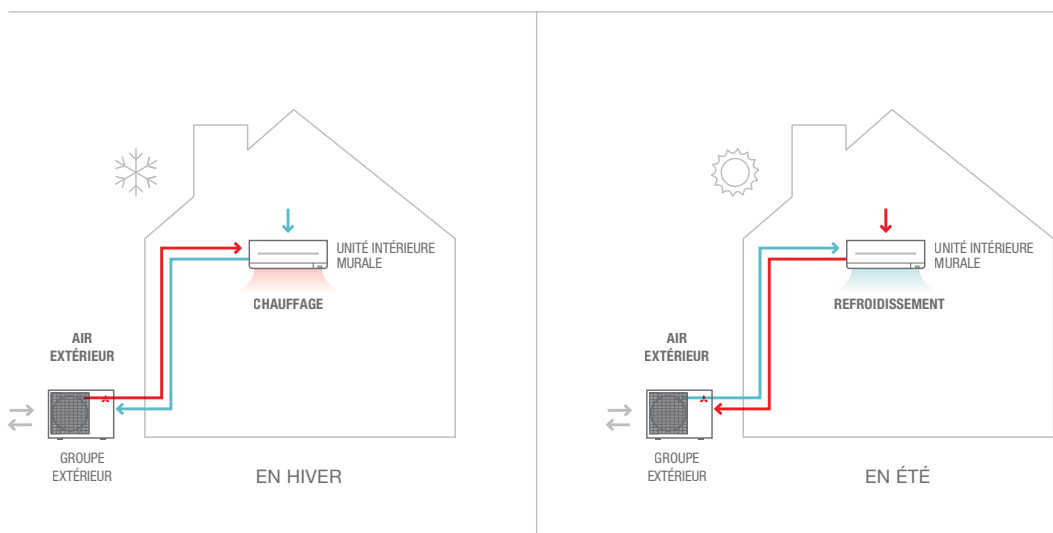 UNITÉ INTÉRIEURE
MURALE
CHAUFFAGE
AIR
EXTÉRIEUR
GROUPE
EXTÉRIEUR
EN HIVER
UNITÉ INTÉRIEURE
MURALE
REFROIDISSEMENT
AIR
EXTÉRIEUR
GROUPE
EXTÉRIEUR
EN ÉTÉ